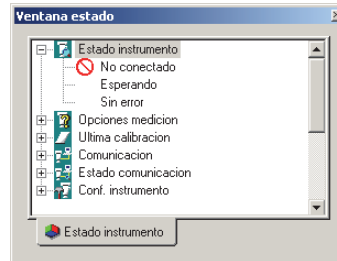 Ventana estado
Estado instrumento
No conectado
Esperando
Sin error
Opciones medicion
Ultima calibracion
Comunicacion
Estado comunicacion
Conf. instrumento
Estado instrumento